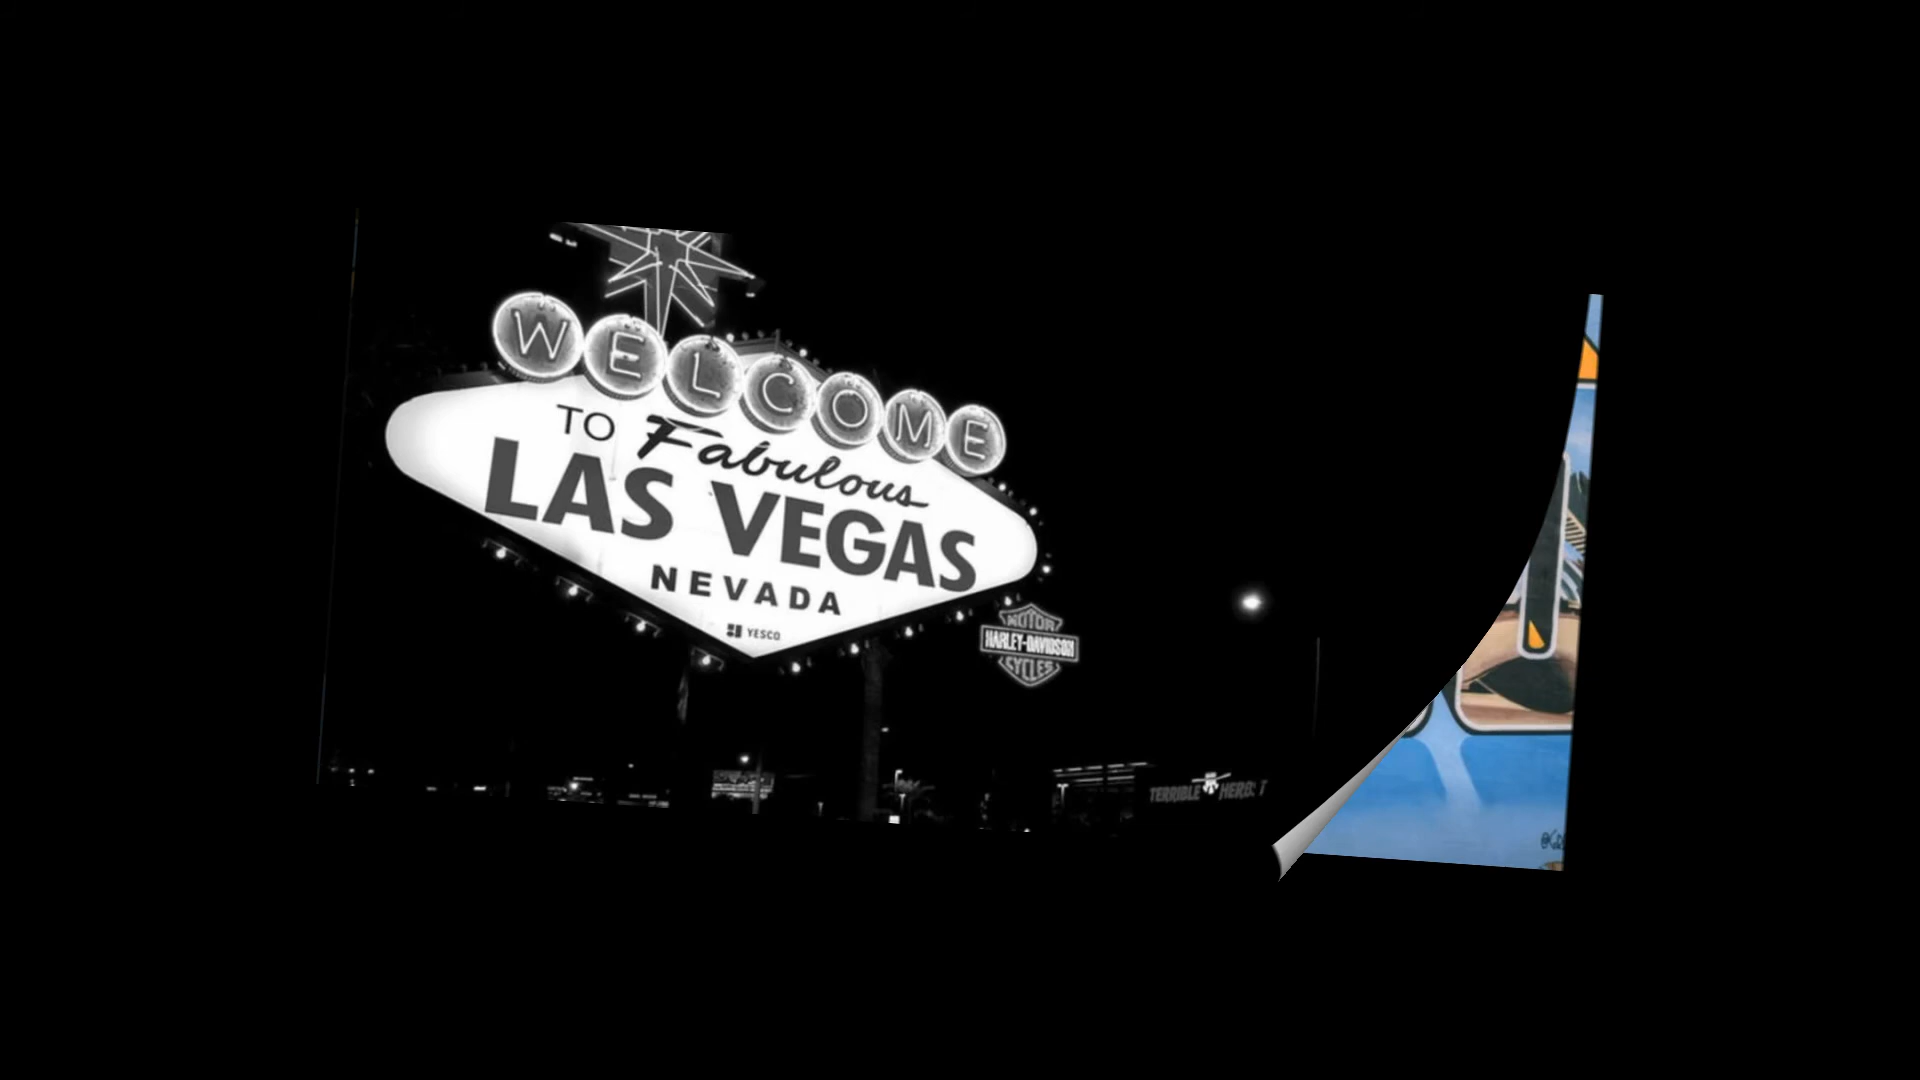 WELCOME
TO Fabulous
LAS VEGAS
NEVADA
YESCO
MOTOR
HARLEY-DAVIDSON
CYCLES
TERRIBLE HERBST